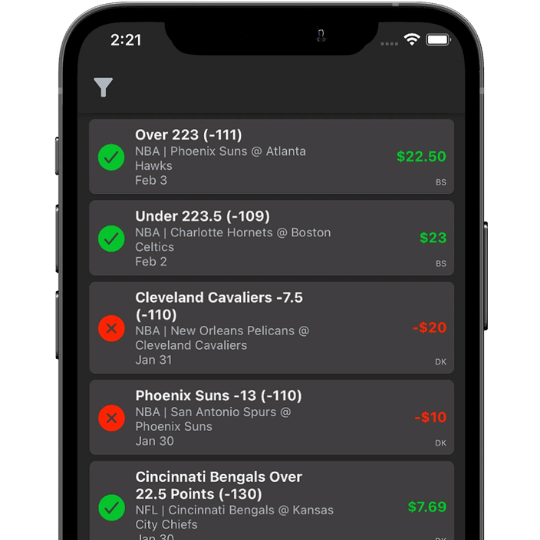 2:21
Over 223 (-111)
NBA | Phoenix Suns @ Atlanta
Hawks
Feb 3
$22.50
BS
Under 223.5 (-109)
NBA | Charlotte Hornets @ Boston
Celtics
Feb 2
$23
BS
Cleveland Cavaliers -7.5
(-110)
NBA | New Orleans Pelicans @
Cleveland Cavaliers
Jan 31
-$20
DK
Phoenix Suns -13 (-110)
NBA | San Antonio Spurs @
Phoenix Suns
Jan 30
-$10
DK
Cincinnati Bengals Over
22.5 Points (-130)
NFL | Cincinnati Bengals @ Kansas
City Chiefs
Jan 30
$7.69
DK